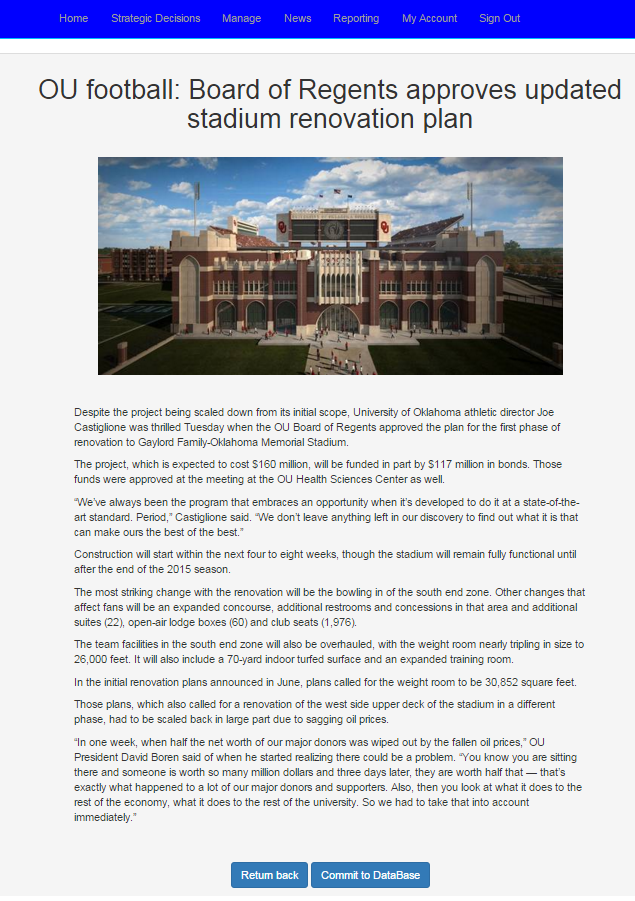 Home Strategic Decisions Manage News Reporting My Account Sign Out
OU football: Board of Regents approves updated
stadium renovation plan
Despite the project being scaled down from its initial scope, University of Oklahoma athletic director Joe
Castiglione was thrilled Tuesday when the OU Board of Regents approved the plan for the first phase of
renovation to Gaylord Family-Oklahoma Memorial Stadium.
The project, which is expected to cost $160 million, will be funded in part by $117 million in bonds. Those
funds were approved at the meeting at the OU Health Sciences Center as well.
“We’ve always been the program that embraces an opportunity when it’s developed to do it at a state-of-the-
art standard. Period,” Castiglione said. “We don’t leave anything left in our discovery to find out what it is that
can make ours the best of the best.”
Construction will start within the next four to eight weeks, though the stadium will remain fully functional until
after the end of the 2015 season.
The most striking change with the renovation will be the bowling in of the south end zone. Other changes that
affect fans will be an expanded concourse, additional restrooms and concessions in that area and additional
suites (22), open-air lodge boxes (60) and club seats (1,976).
The team facilities in the south end zone will also be overhauled, with the weight room nearly tripling in size to
26,000 feet. It will also include a 70-yard indoor turfed surface and an expanded training room.
In the initial renovation plans announced in June, plans called for the weight room to be 30,852 square feet.
Those plans, which also called for a renovation of the west side upper deck of the stadium in a different
phase, had to be scaled back in large part due to sagging oil prices.
“In one week, when half the net worth of our major donors was wiped out by the fallen oil prices,” OU
President David Boren said of when he started realizing there could be a problem. “You know you are sitting
there and someone is worth so many million dollars and three days later, they are worth half that — that’s
exactly what happened to a lot of our major donors and supporters. Also, then you look at what it does to the
rest of the economy, what it does to the rest of the university. So we had to take that into account
immediately.”
Return back Commit to DataBase